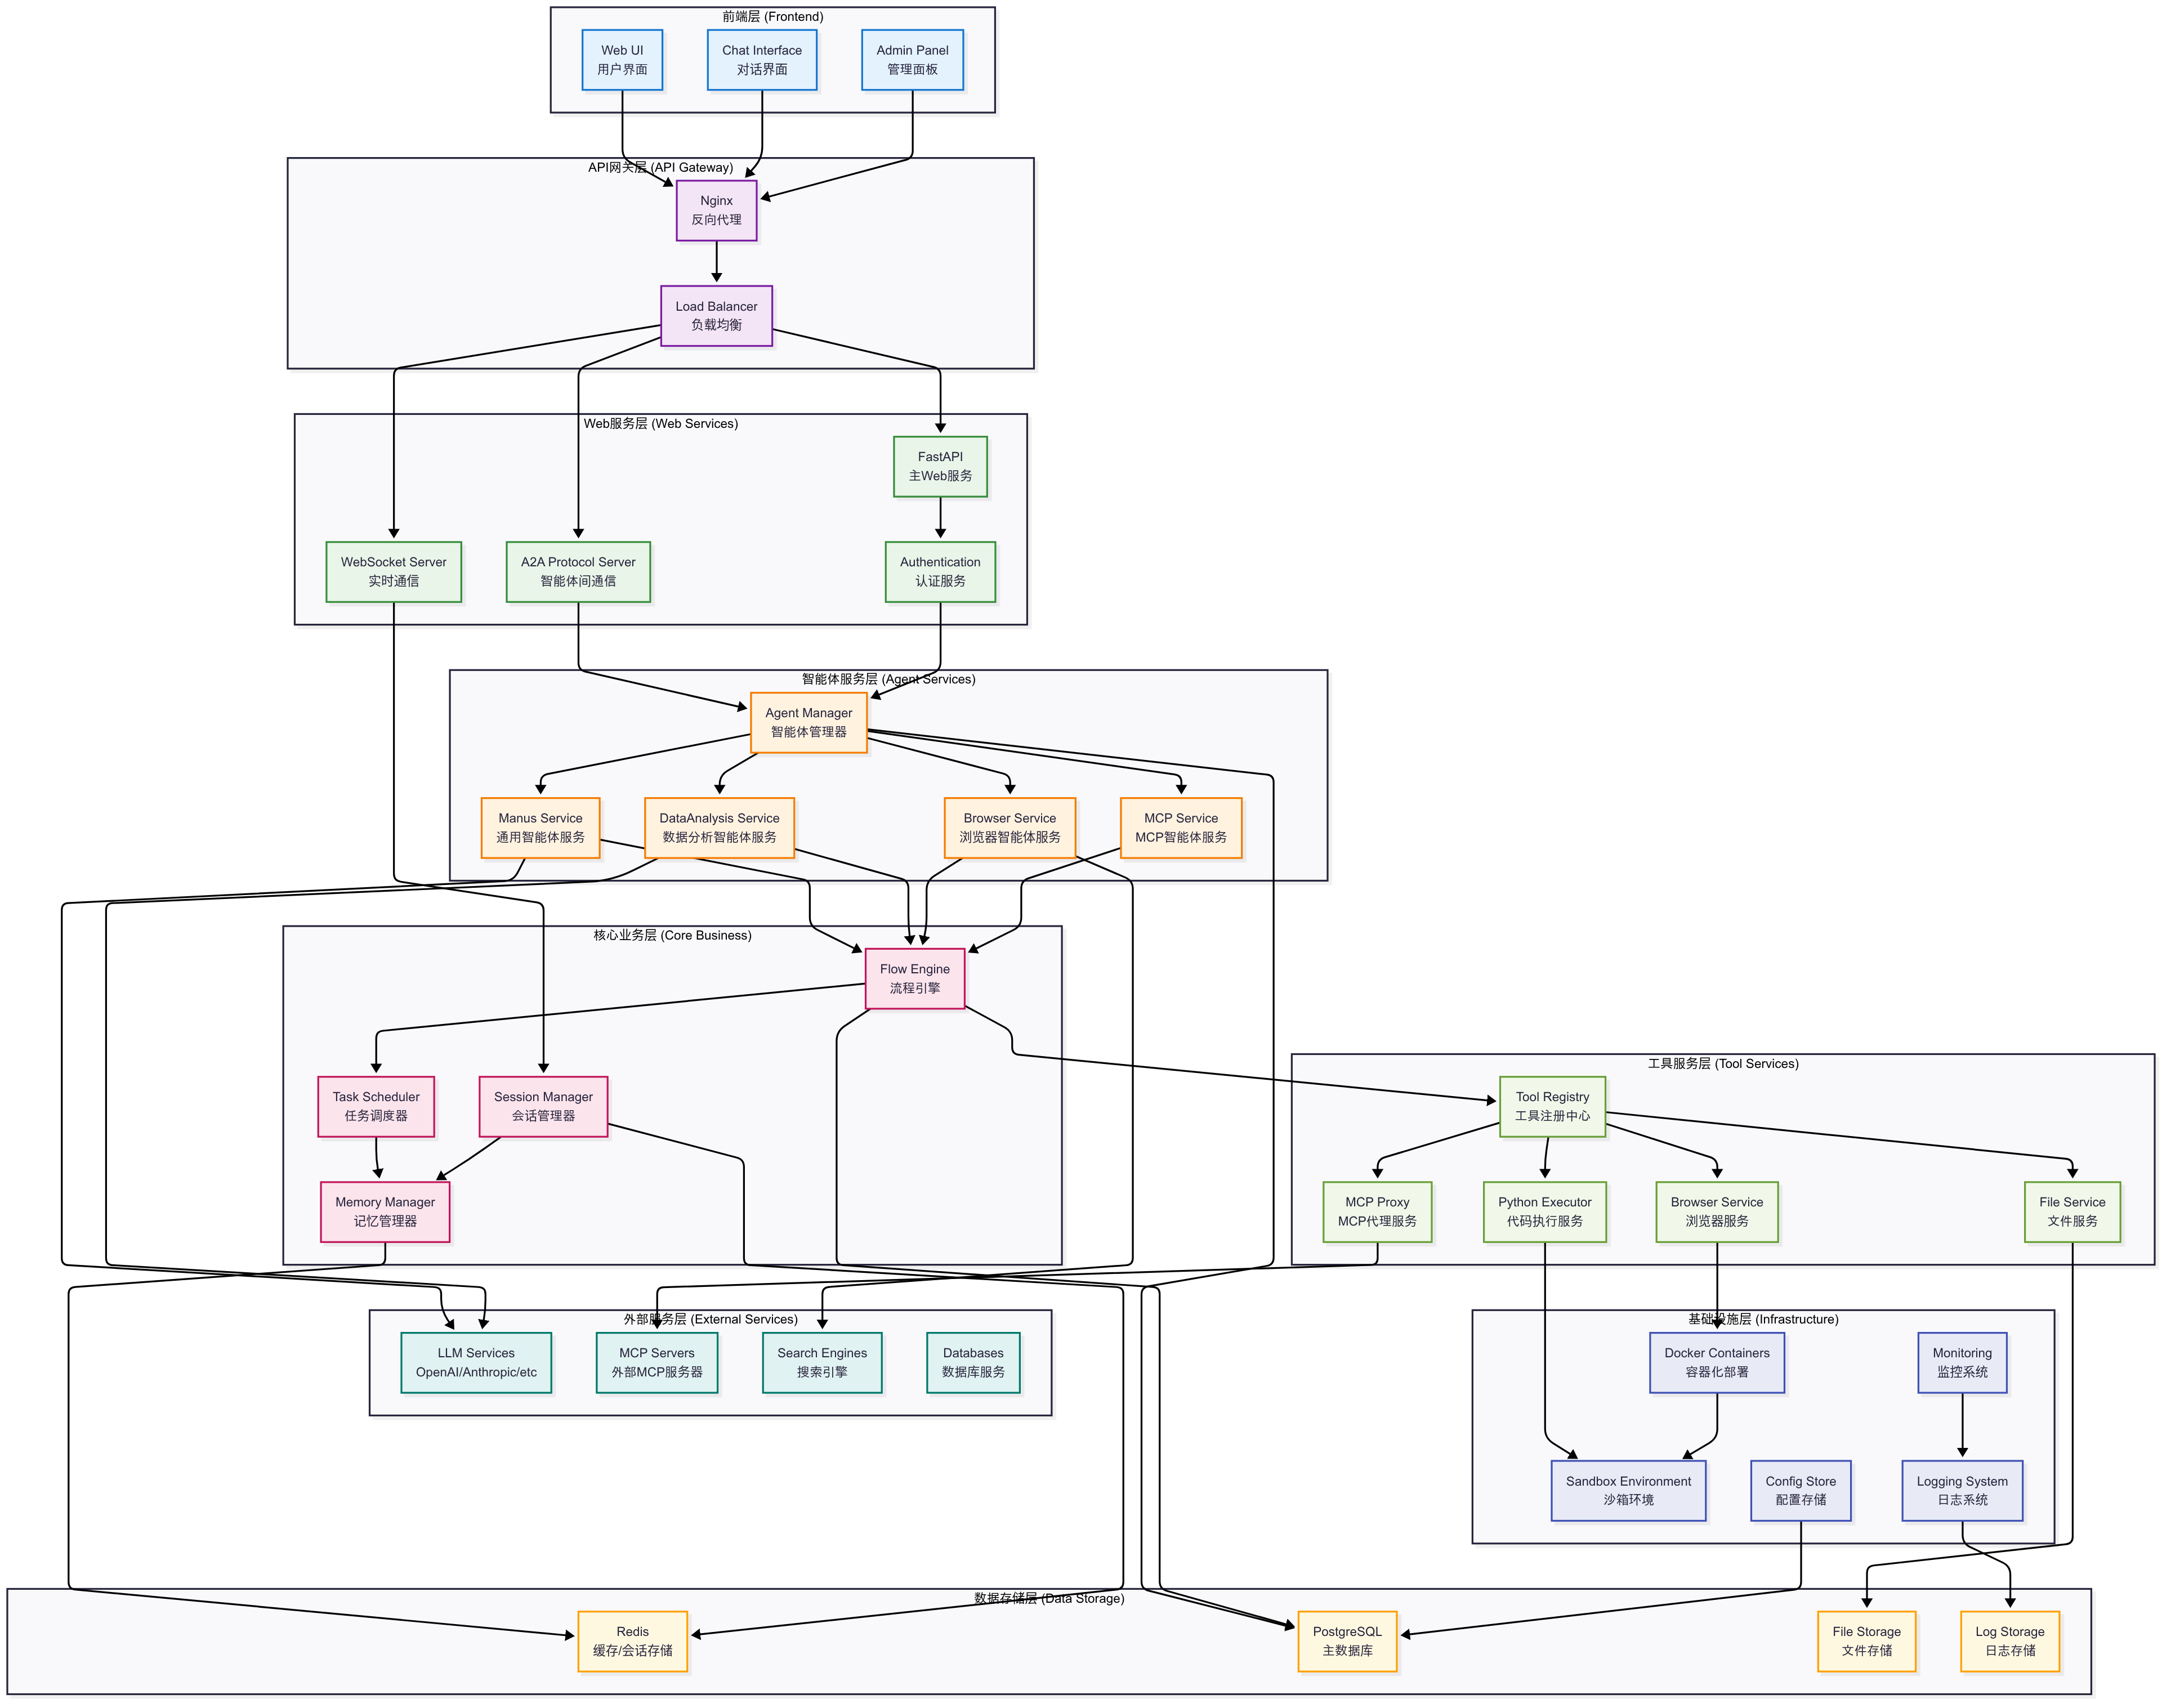 前端层 (Frontend)
Web UI
用户界面
Chat Interface
对话界面
Admin Panel
管理面板
API网关层 (API Gateway)
Nginx
反向代理
Load Balancer
负载均衡
Web服务层 (Web Services)
FastAPI
主Web服务
WebSocket Server
实时通信
A2A Protocol Server
智能体间通信
Authentication
认证服务
智能体服务层 (Agent Services)
Agent Manager
智能体管理器
Manus Service
通用智能体服务
DataAnalysis Service
数据分析智能体服务
Browser Service
浏览器智能体服务
MCP Service
MCP智能体服务
核心业务层 (Core Business)
Flow Engine
流程引擎
Task Scheduler
任务调度器
Session Manager
会话管理器
Memory Manager
记忆管理器
工具服务层 (Tool Services)
Tool Registry
工具注册中心
MCP Proxy
MCP代理服务
Python Executor
代码执行服务
Browser Service
浏览器服务
File Service
文件服务
外部服务层 (External Services)
LLM Services
OpenAI/Anthropic/etc
MCP Servers
外部MCP服务器
Search Engines
搜索引擎
Databases
数据库服务
基础设施层 (Infrastructure)
Docker Containers
容器化部署
Monitoring
监控系统
Sandbox Environment
沙箱环境
Config Store
配置存储
Logging System
日志系统
数据存储层 (Data Storage)
Redis
缓存/会话存储
PostgreSQL
主数据库
File Storage
文件存储
Log Storage
日志存储